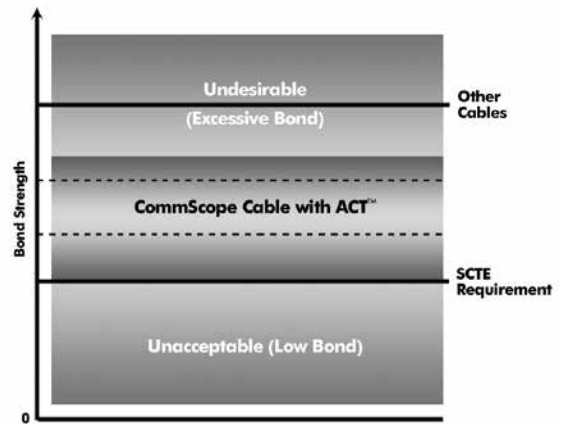 Undesirable
(Excessive Bond)
Other
Cables
Bond Strength
CommScope Cable with ACT™
SCTE
Requirement
Unacceptable (Low Bond)
0